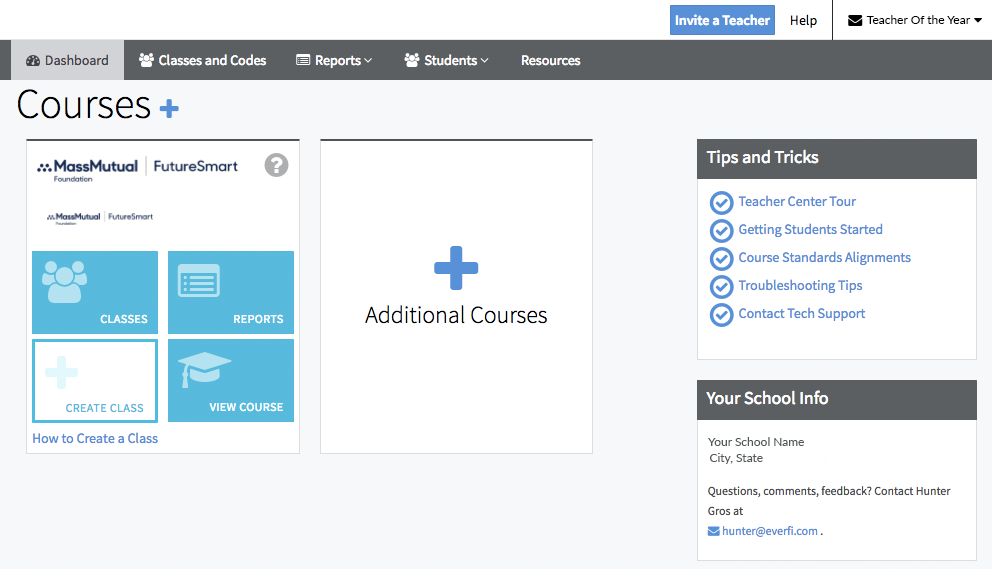 Invite a Teacher
Help
Teacher Of the Year
Dashboard
Classes and Codes
Reports
Students
Resources
Courses
MassMutual | FutureSmart
Foundation
?
MassMutual | FutureSmart
Foundation
CLASSES
REPORTS
CREATE CLASS
VIEW COURSE
How to Create a Class
Additional Courses
Tips and Tricks
Teacher Center Tour
Getting Students Started
Course Standards Alignments
Troubleshooting Tips
Contact Tech Support
Your School Info
Your School Name
City, State
Questions, comments, feedback? Contact Hunter
Gros at
hunter@everfi.com .